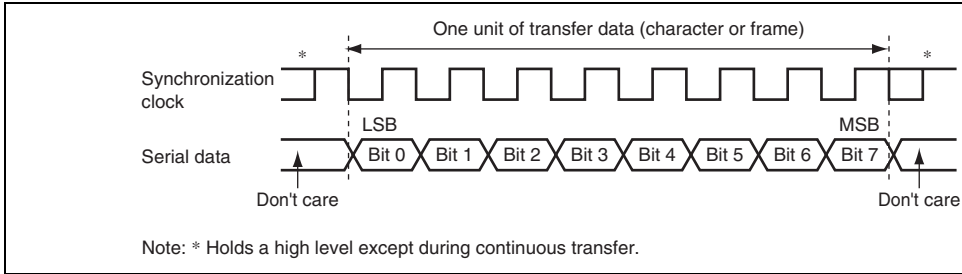 One unit of transfer data (character or frame)
* *
Synchronization
clock
LSB MSB
Serial data Bit 0 Bit 1 Bit 2 Bit 3 Bit 4 Bit 5 Bit 6 Bit 7
Don't care Don't care
Note: * Holds a high level except during continuous transfer.